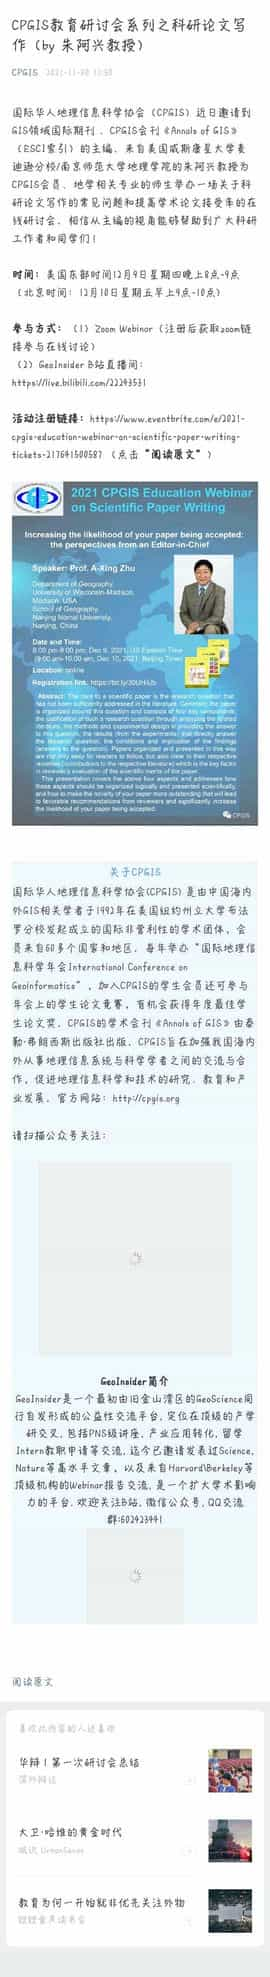 CPGIS教育研讨会系列之科研论文写
作（by 朱阿兴教授）
CPGIS 2021-11-30 13:50
国际华人地理信息科学协会（CPGIS）近日邀请到
GIS领域国际期刊、CPGIS会刊《Annals of GIS》
（ESCI索引）的主编、来自美国威斯康星大学麦
迪逊分校/南京师范大学地理学院的朱阿兴教授为
CPGIS会员、地学相关专业的师生举办一场关于科
研论文写作的常见问题和提高学术论文接受率的在
线研讨会。相信从主编的视角能够帮助到广大科研
工作者和同学们！
时间：美国东部时间12月9日星期四晚上8点-9点
（北京时间：12月10日星期五早上9点-10点）
参与方式：（1）Zoom Webinar（注册后获取zoom链
接参与在线讨论）
（2）GeoInsider B站直播间：
https://live.bilibili.com/22243531
活动注册链接：https://www.eventbrite.com/e/2021-
cpgis-education-webinar-on-scientific-paper-writing-
tickets-217641500587（点击“阅读原文”）
2021 CPGIS Education Webinar
on Scientific Paper Writing
Increasing the likelihood of your paper being accepted:
the perspectives from an Editor-in-Chief
Speaker: Prof. A-Xing Zhu
Department of Geography
University of Wisconsin-Madison,
Madison, USA
School of Geography,
Nanjing Normal University,
Nanjing, China
Date and Time:
8:00 pm-9:00 pm, Dec 9, 2021, US Eastern Time
(9:00 am-10:00 am, Dec 10, 2021, Beijing Time)
Location: online
Registration link:
Abstract: The core to a scientific paper is the research question that
has not been sufficiently addressed in the literature. Generally, the paper
is organized around this question and consists of four key components:
the justification of such a research question through analyzing the related
literature, the methods and experimental design of providing the answer
to this question, the results (from the experiments) that directly answer
the research question, the conditions and implication of the findings
(answers to the question). Papers organized and presented in this way
are not only easy for readers to follow, but also clear in their respective
to reviewer's evaluation of the scientific merits of the paper.
This presentation covers the above four aspects and addresses how
these aspects should be organized logically and presented scientifically,
and how to make the novelty of your paper more outstanding that will lead
to favorable recommendations from reviewers and significantly increase
the likelihood of your paper being accepted.
CPGIS
关于CPGIS
国际华人地理信息科学协会(CPGIS) 是由中国海内
外GIS相关学者于1992年在美国纽约州立大学布法
罗分校发起成立的国际非营利性的学术团体，会
员来自60多个国家和地区。每年举办“国际地理信
息科学年会International Conference on
GeoInformatics”，加入CPGIS的学生会员还可参与
年会上的学生论文竞赛，有机会获得年度最佳学
生论文奖。CPGIS的学术会刊《Annals of GIS》由泰
勒·弗朗西斯出版社出版。CPGIS旨在加强我国海内
外从事地理信息系统与科学学者之间的交流与合
作，促进地理信息科学和技术的研究、教育和产
业发展。官方网站：http://cpgis.org
请扫描公众号关注：
GeoInsider简介
GeoInsider是一个最初由旧金山湾区的GeoScience同
行自发形成的公益性交流平台，定位在顶级的产学
研交叉，包括PNS级讲座，产业应用转化，留学
Intern教职申请等交流，迄今已邀请发表过Science,
Nature等高水平文章，以及来自Harvard\Berkeley等
顶级机构的Webinar报告交流，是一个扩大学术影响
力的平台。欢迎关注B站，微信公众号，QQ交流
群:602423441
阅读原文
喜欢此内容的人还喜欢
华辩 | 第一次研讨会总结
大卫·哈维的黄金时代
城识 UrbanSense
教育为何一开始就非优先关注外物